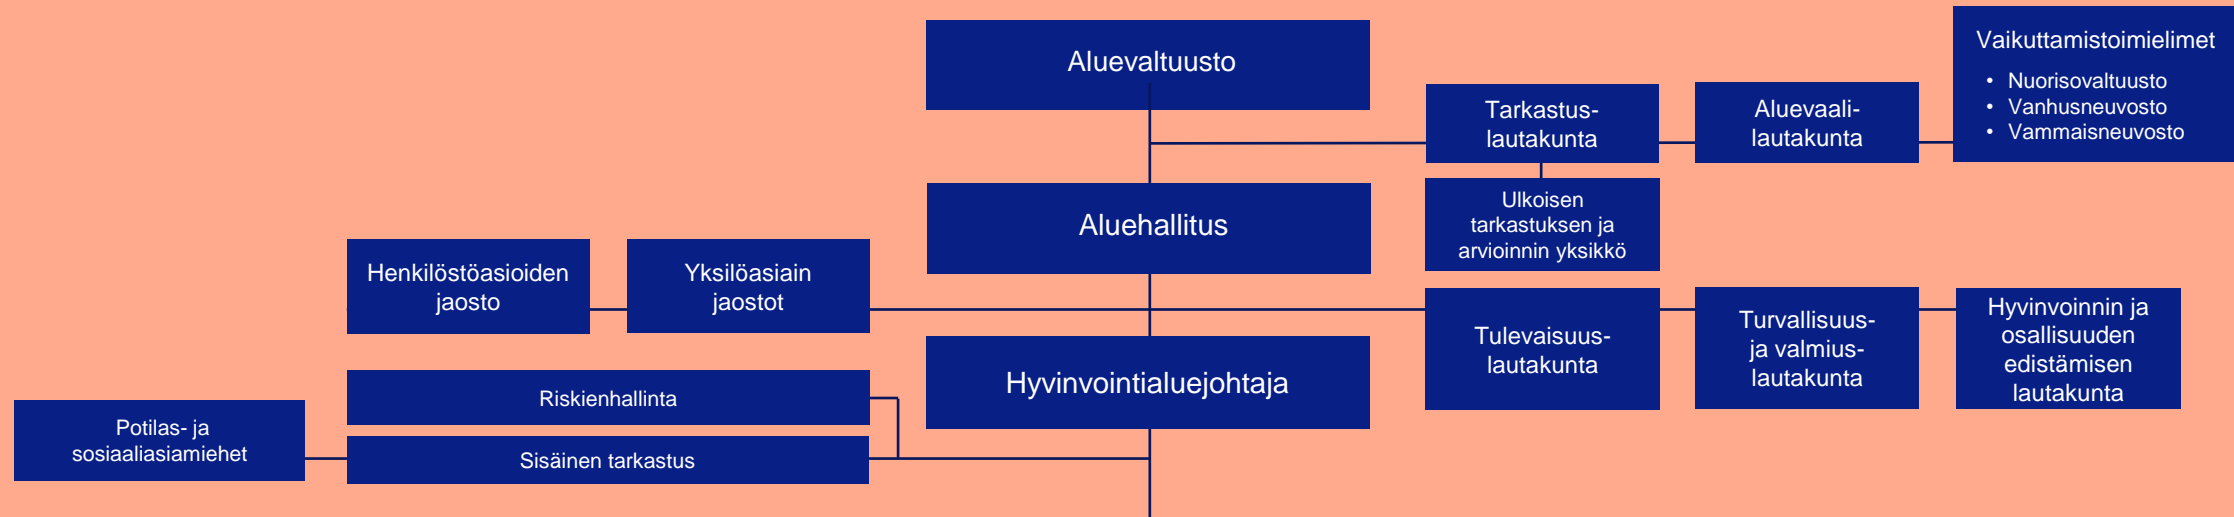 Aluevaltuusto
Tarkastus-
lautakunta
Aluevaali-
lautakunta
Vaikuttamistoimielimet
• Nuorisovaltuusto
• Vanhusneuvosto
• Vammaisneuvosto
Aluehallitus
Ulkoisen
tarkastuksen ja
arvioinnin yksikkö
Henkilöstöasioiden
jaosto
Yksilöasiain
jaostot
Tulevaisuus-
lautakunta
Turvallisuus-
ja valmius-
lautakunta
Hyvinvoinnin ja
osallisuuden
edistämisen
lautakunta
Hyvinvointialuejohtaja
Riskienhallinta
Potilas- ja
sosiaaliasiamiehet
Sisäinen tarkastus